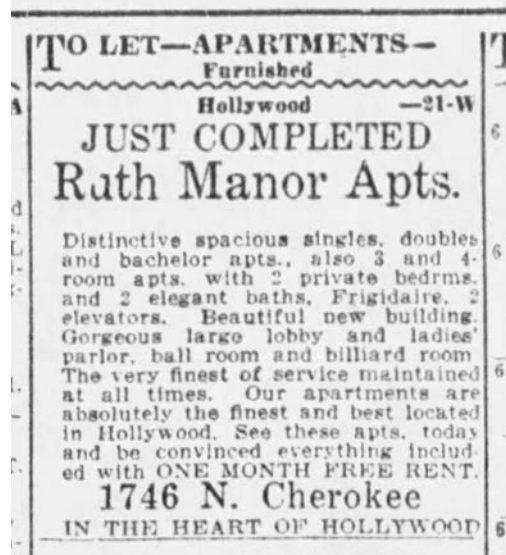 TO LET—APARTMENTS—
Furnished
Hollywood —21-W
JUST COMPLETED
Ruth Manor Apts.
Distinctive spacious singles, doubles
and bachelor apts., also 3 and 4-
room apts. with 2 private bedrms.
and 2 elegant baths, Frigidaire, 2
elevators. Beautiful new building.
Gorgeous large lobby and ladies'
parlor, ball room and billiard room
The very finest of service maintained
at all times. Our apartments are
absolutely the finest and best located
in Hollywood. See these apts. today
and be convinced everything includ-
ed with ONE MONTH FREE RENT.
1746 N. Cherokee
IN THE HEART OF HOLLYWOOD